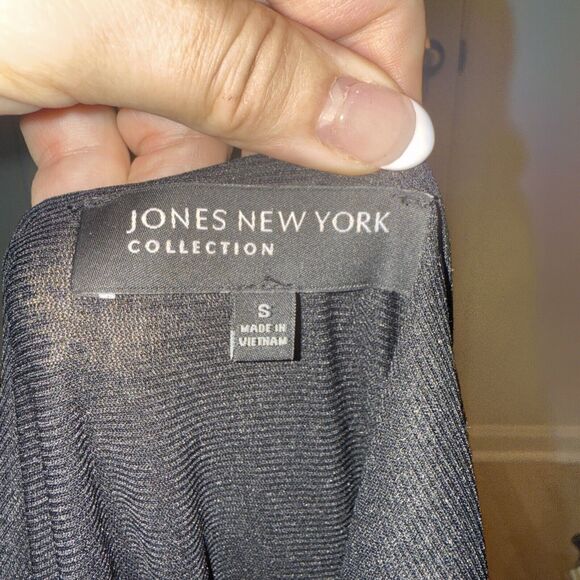 JONES NEW YORK
COLLECTION
S
MADE IN
VIETNAM